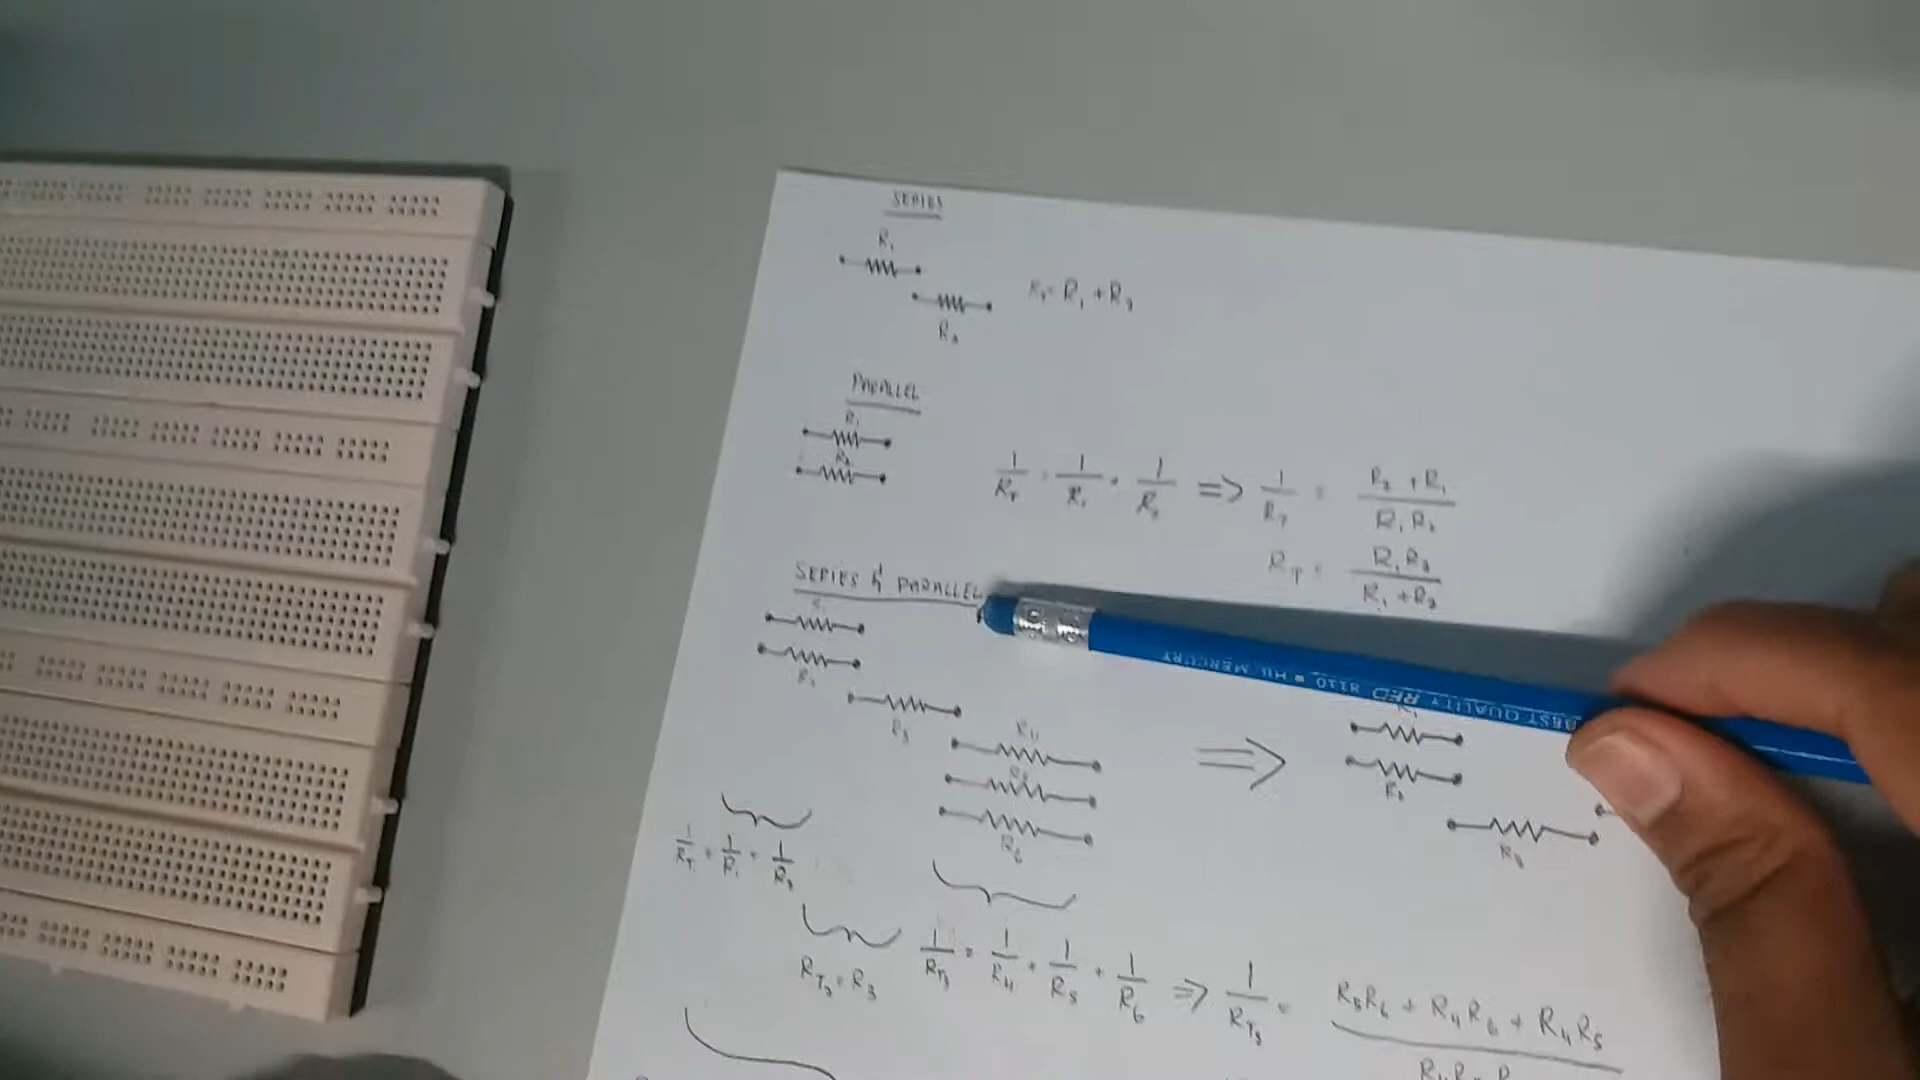 SERIES
R1
R2
RT = R1 + R2
PARALLEL
R1
R2
1/RT = 1/R1 + 1/R2 => 1/RT = (R2 + R1)/(R1R2)
RT = (R1R2)/(R1 + R2)
SERIES & PARALLEL
R1
R2
R3
R4
R5
R6
=>
R1
R2
R3
BEST QUALITY RFD 8110 HB MERCURY
1/RT1 = 1/R1 + 1/R2
RT2 = R3
1/RT3 = 1/R4 + 1/R5 + 1/R6 => 1/RT3 = R5R6 + R4R6 + R4R5